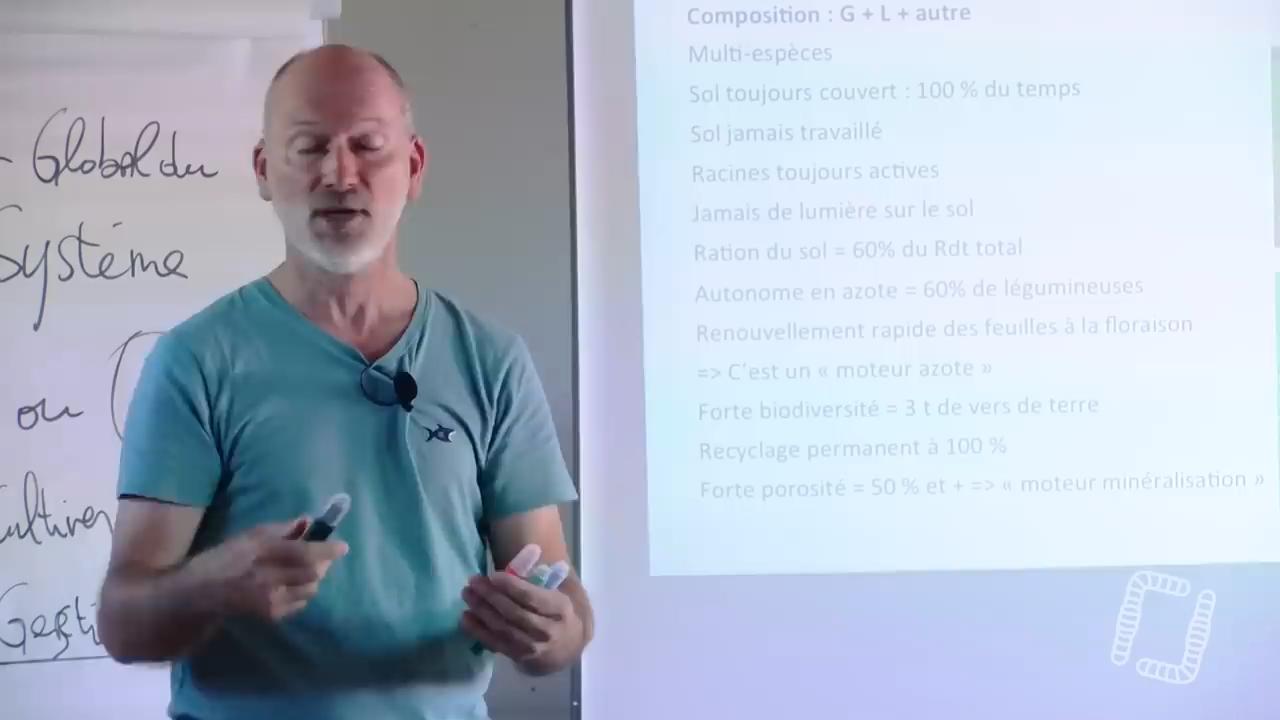 - Global du
Système
ou (
Cultiver
Gesti
Composition : G + L + autre
Multi-espèces
Sol toujours couvert : 100 % du temps
Sol jamais travaillé
Racines toujours actives
Jamais de lumière sur le sol
Ration du sol = 60% du Rdt total
Autonome en azote = 60% de légumineuses
Renouvellement rapide des feuilles à la floraison
=> C'est un « moteur azote »
Forte biodiversité = 3 t de vers de terre
Recyclage permanent à 100 %
Forte porosité = 50 % et + => « moteur minéralisation »